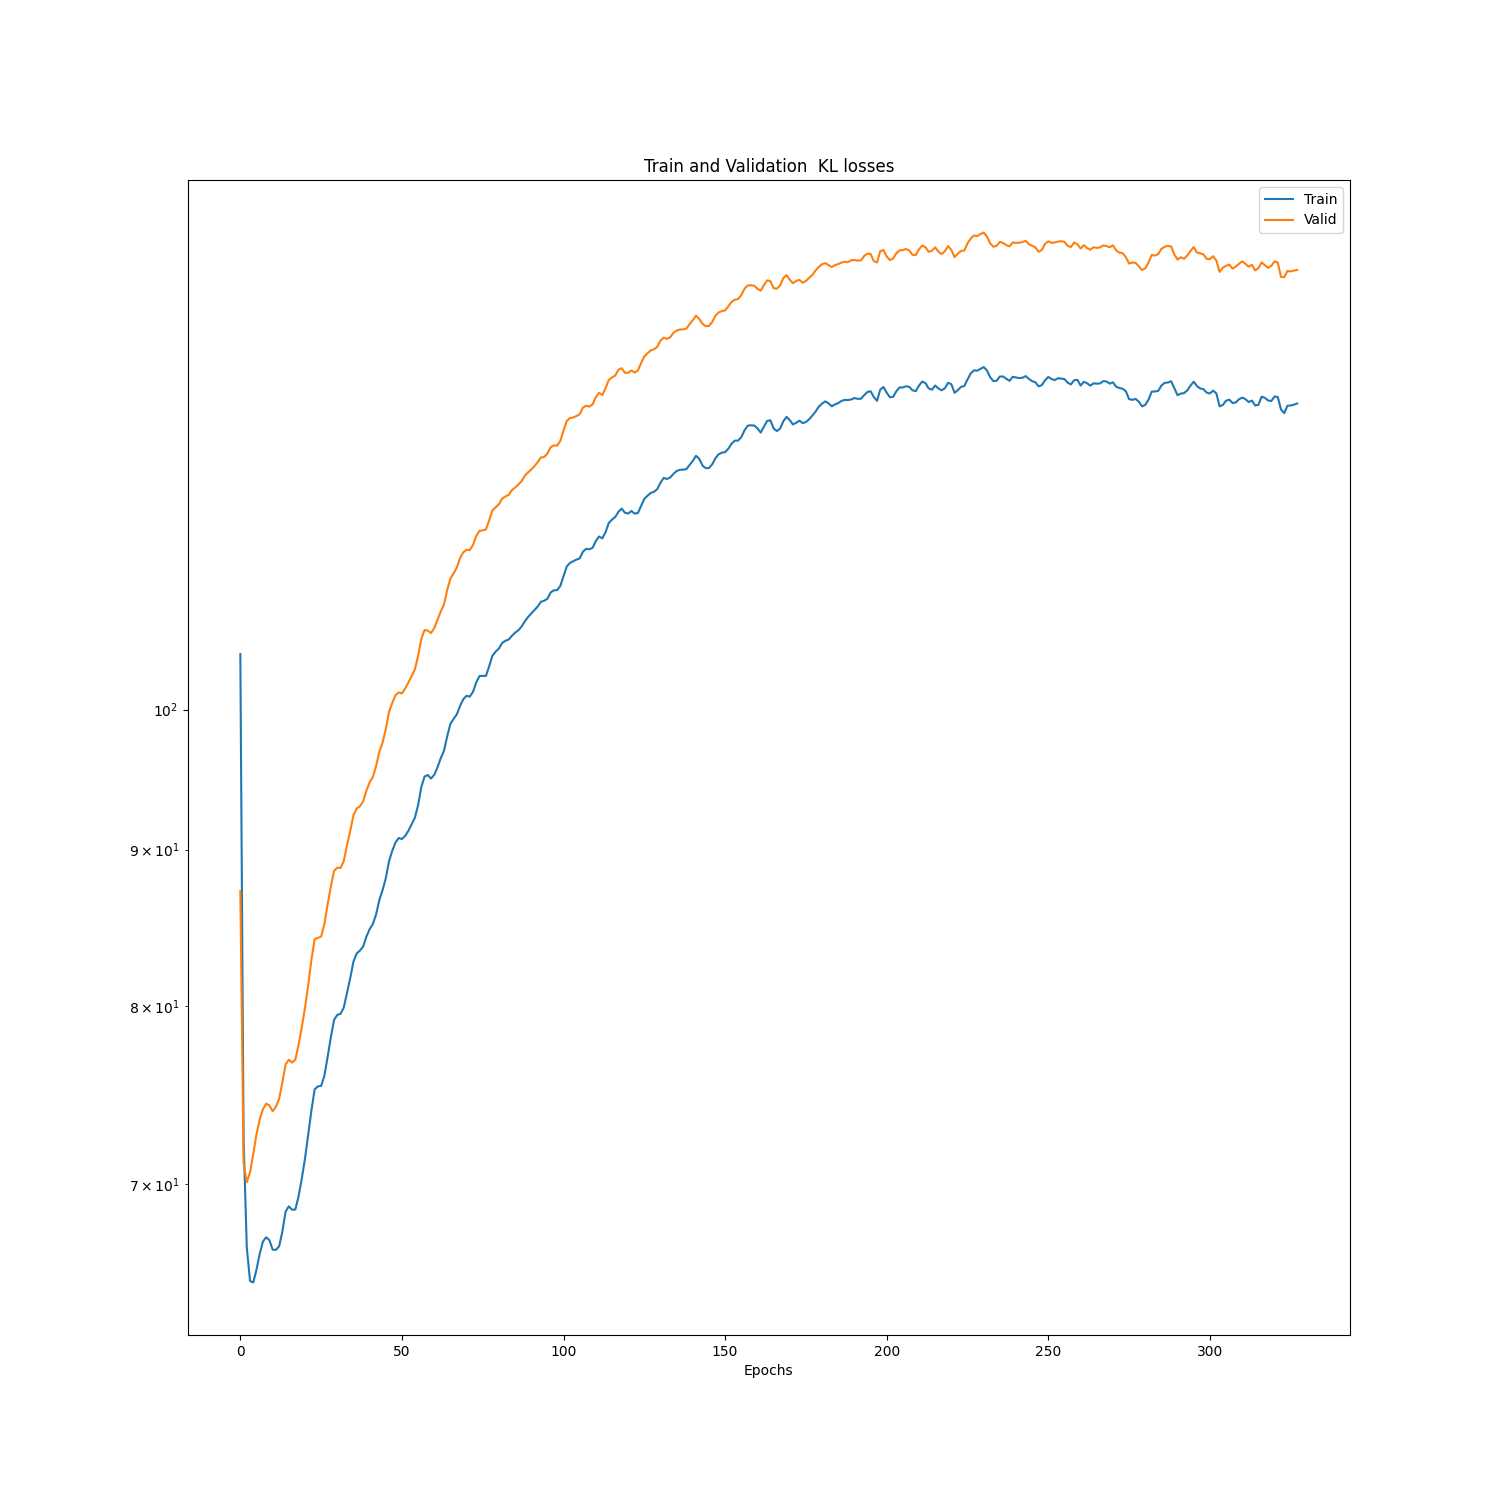 Train and Validation  KL losses
Train
Valid
10²
9 × 10¹
8 × 10¹
7 × 10¹
0 50 100 150 200 250 300
Epochs